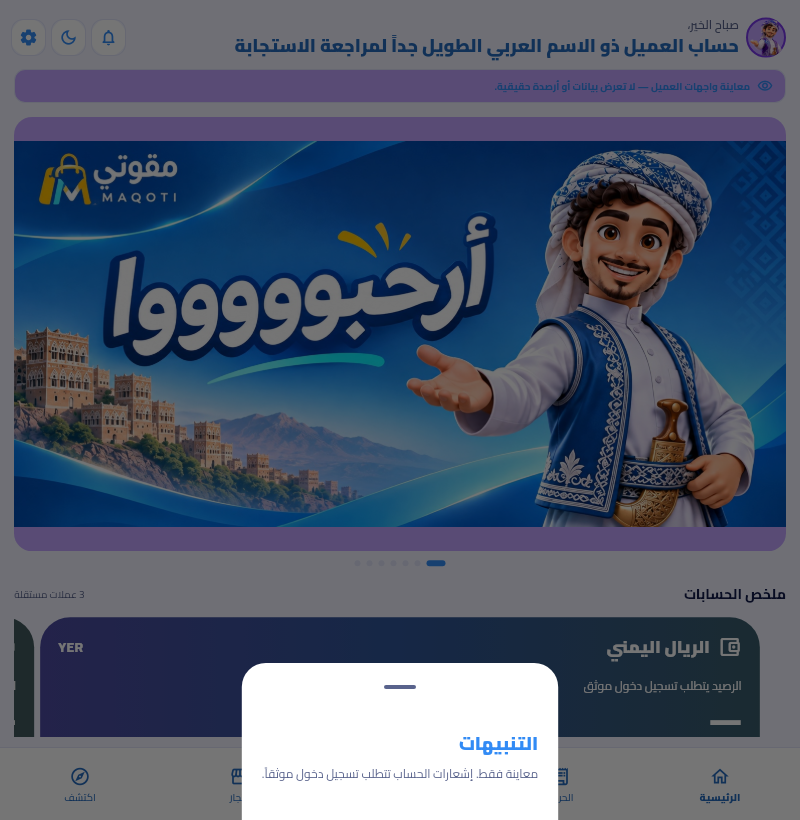 صباح الخير،
حساب العميل ذو الاسم العربي الطويل جداً لمراجعة الاستجابة
معاينة واجهات العميل — لا تعرض بيانات أو أرصدة حقيقية.
مقوتي
MAQOTI
أرحبووووووا
ملخص الحسابات
3 عملات مستقلة
الريال اليمني
YER
الرصيد يتطلب تسجيل دخول موثق
التنبيهات
معاينة فقط. إشعارات الحساب تتطلب تسجيل دخول موثقاً.
الرئيسية
اكتشف